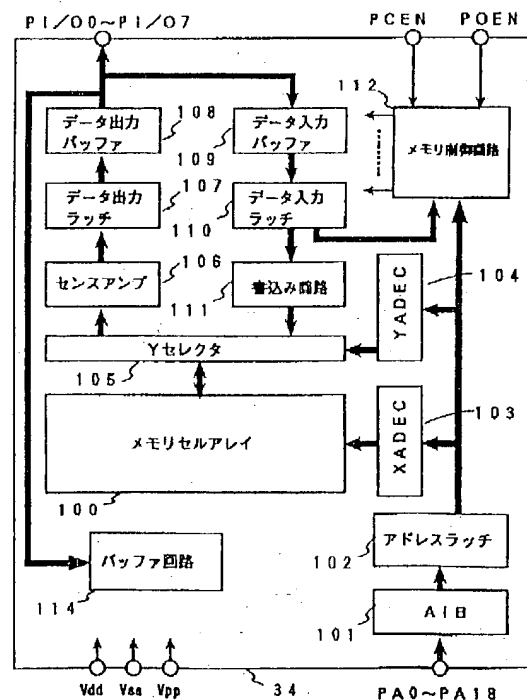 PI/O0～PI/O7
PCEN
POEN
112
データ出力
バッファ
108
データ入力
バッファ
109
メモリ制御回路
データ出力
ラッチ
107
データ入力
ラッチ
110
センスアンプ
106
書込み回路
111
YADEC
104
Yセレクタ
105
メモリセルアレイ
100
XADEC
103
アドレスラッチ
102
バッファ回路
114
AIB
101
Vdd
Vss
Vpp
34
PA0～PA18